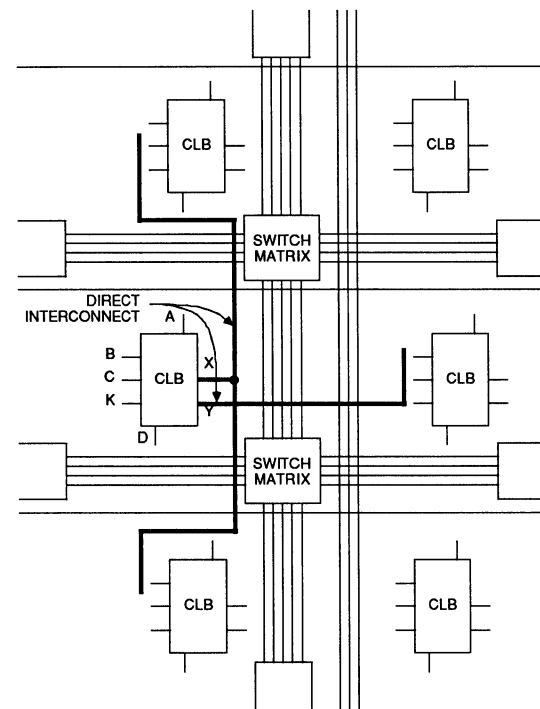 CLB
CLB
SWITCH
MATRIX
DIRECT
INTERCONNECT
A
B
X
C
CLB
CLB
K
Y
D
SWITCH
MATRIX
CLB
CLB